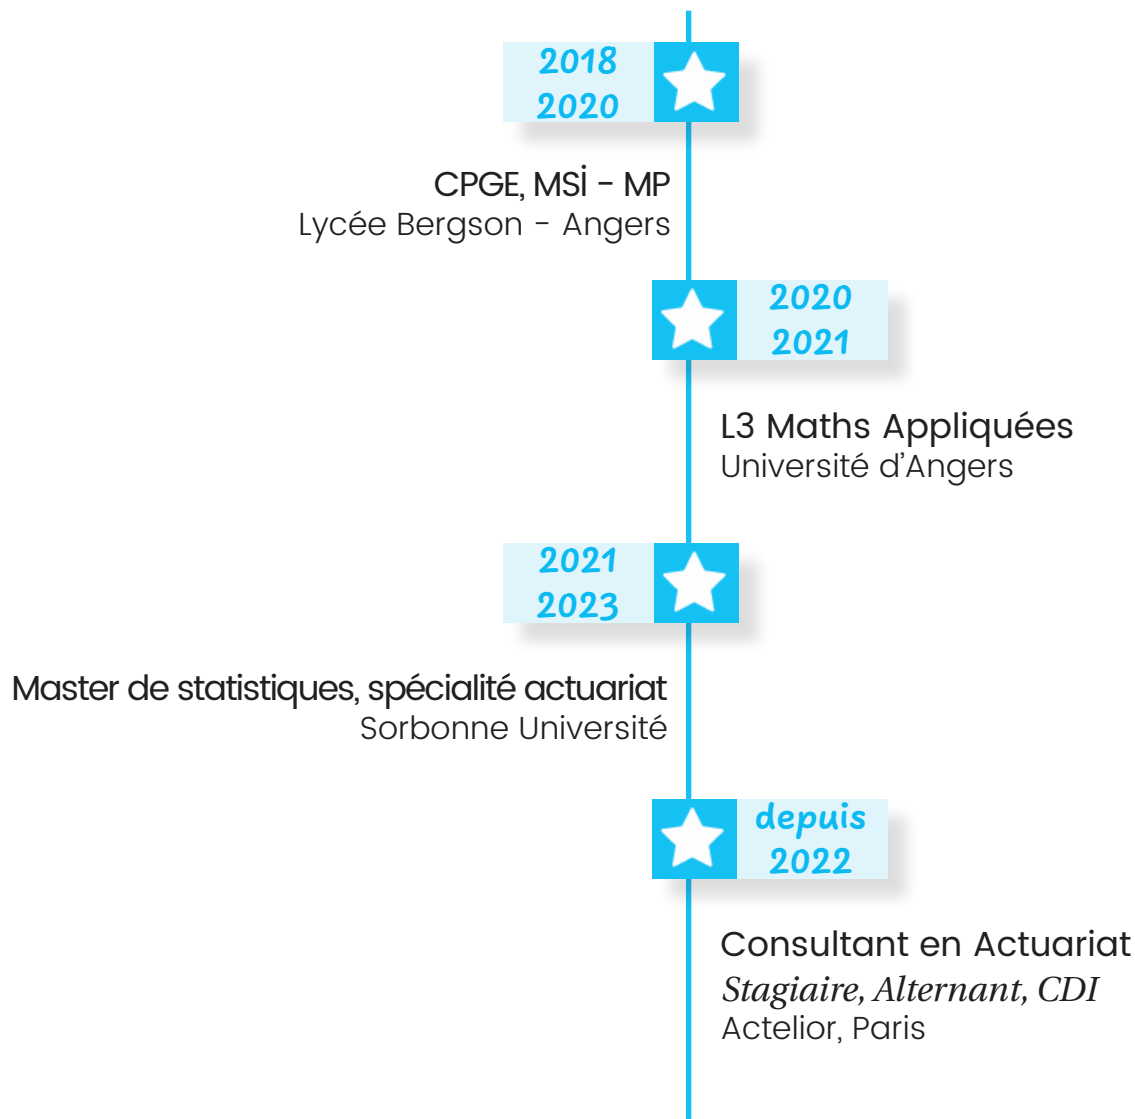 2018
2020
CPGE, MSİ - MP
Lycée Bergson - Angers
2020
2021
L3 Maths Appliquées
Université d’Angers
2021
2023
Master de statistiques, spécialité actuariat
Sorbonne Université
depuis
2022
Consultant en Actuariat
Stagiaire, Alternant, CDI
Actelior, Paris